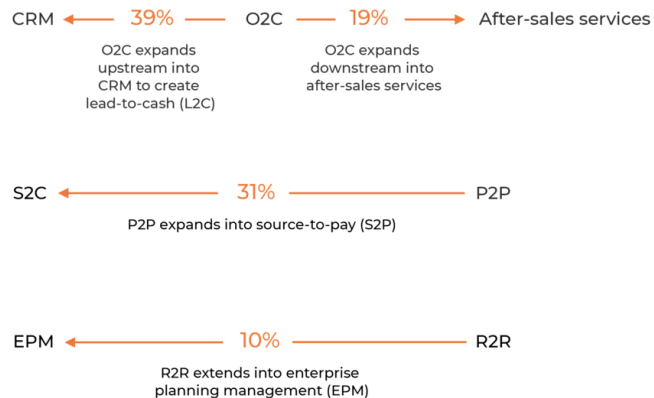 CRM 39% O2C 19% After-sales services
O2C expands
upstream into
CRM to create
lead-to-cash (L2C)
O2C expands
downstream into
after-sales services
S2C 31% P2P
P2P expands into source-to-pay (S2P)
EPM 10% R2R
R2R extends into enterprise
planning management (EPM)